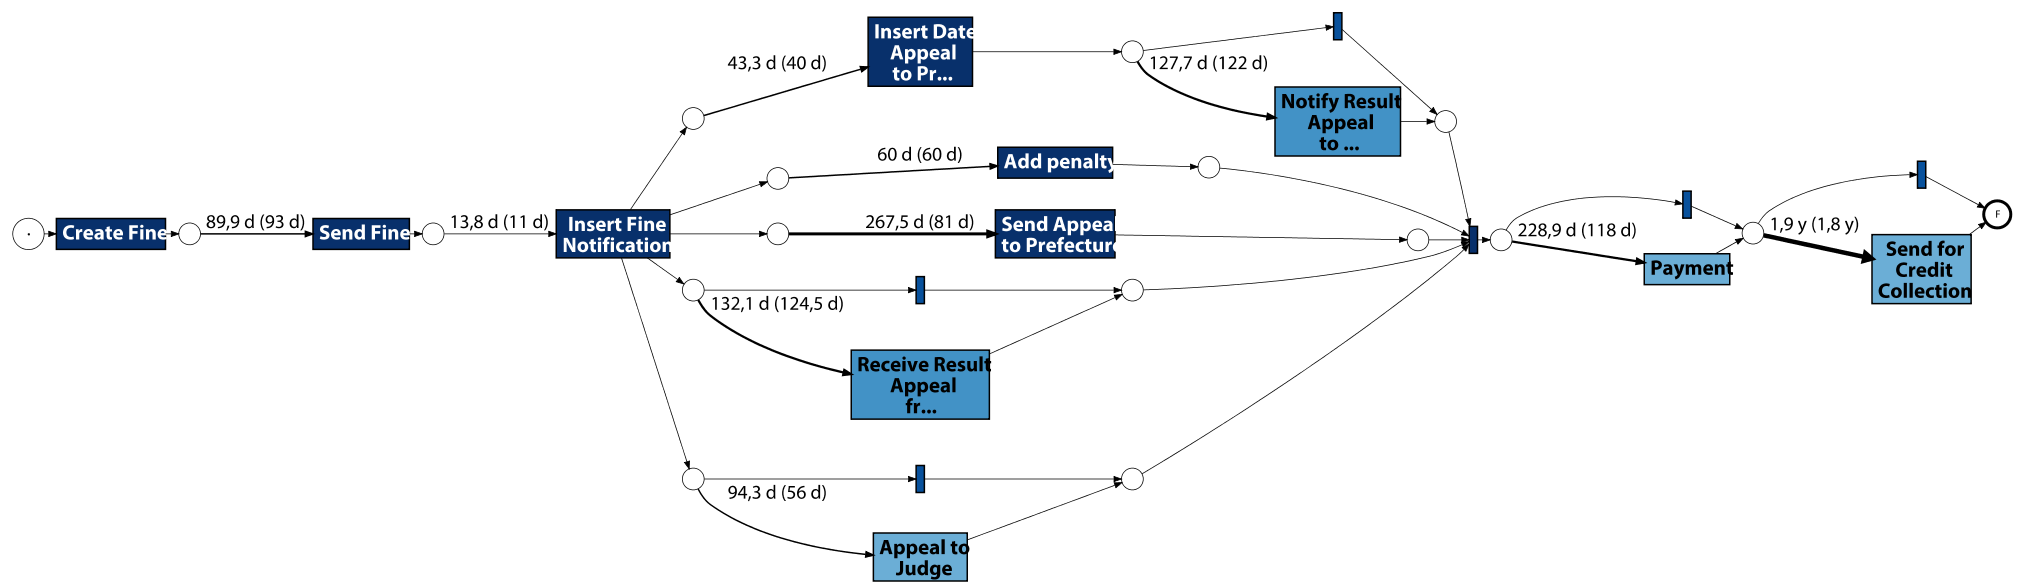 .
Create Fine
89,9 d (93 d)
Send Fine
13,8 d (11 d)
Insert Fine
Notification
43,3 d (40 d)
Insert Date
Appeal
to Pr...
127,7 d (122 d)
Notify Result
Appeal
to ...
60 d (60 d)
Add penalty
267,5 d (81 d)
Send Appeal
to Prefecture
132,1 d (124,5 d)
Receive Result
Appeal
fr...
94,3 d (56 d)
Appeal to
Judge
228,9 d (118 d)
Payment
1,9 y (1,8 y)
Send for
Credit
Collection
F